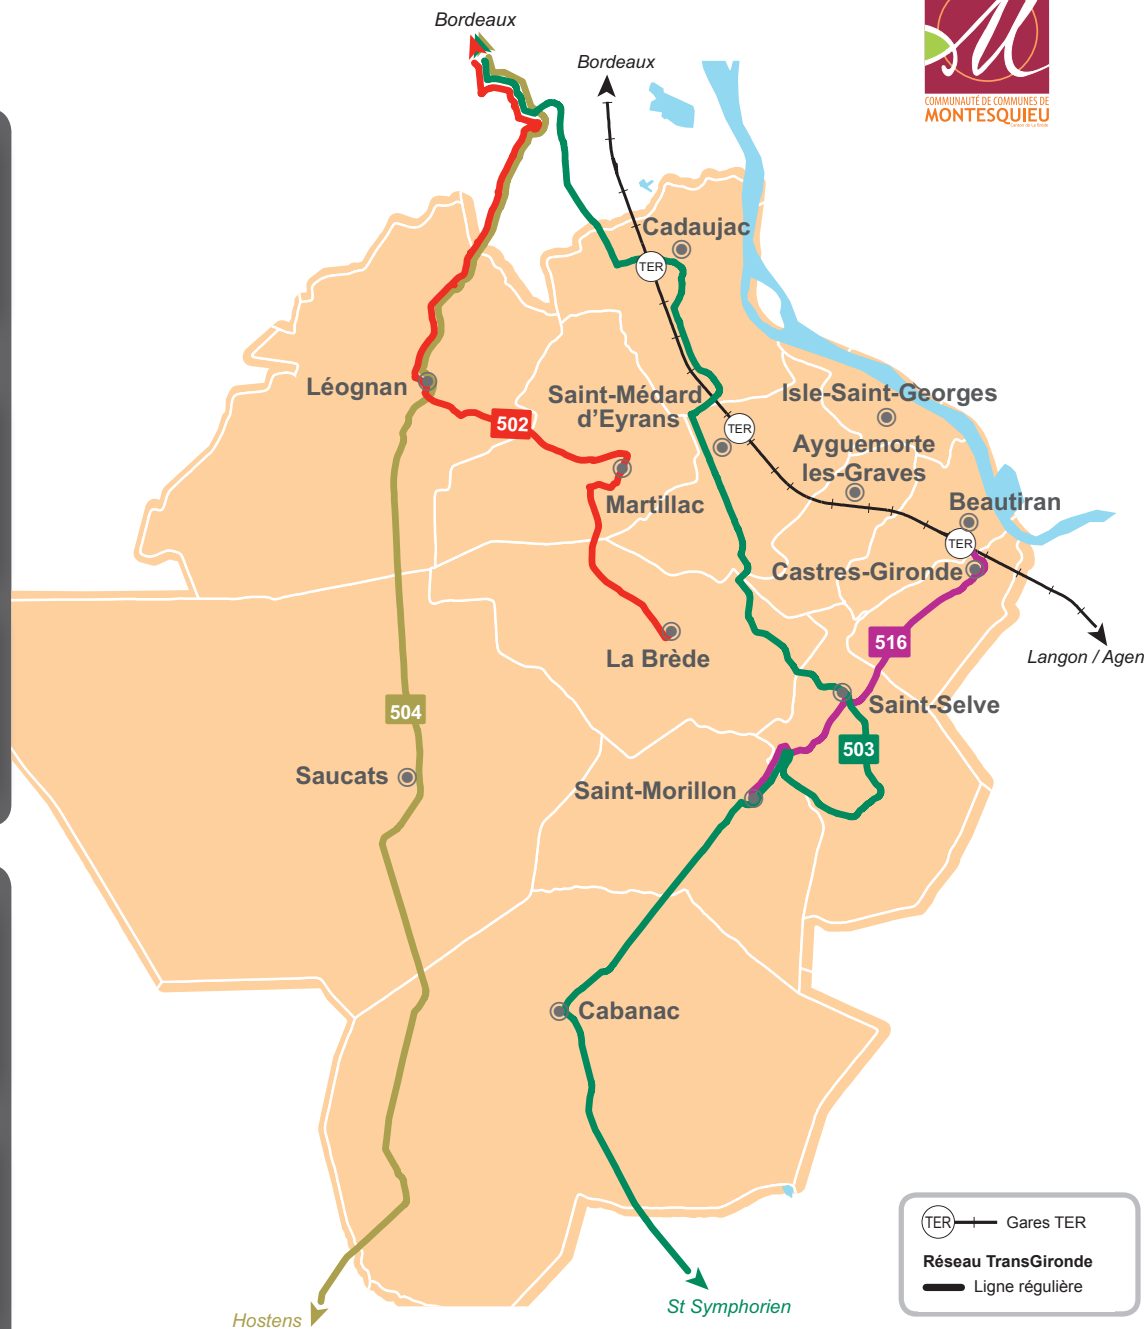 Bordeaux
Bordeaux
COMMUNAUTÉ DE COMMUNES DE
MONTESQUIEU
Cadaujac
TER
Léognan
Saint-Médard
d'Eyrans
Isle-Saint-Georges
502
TER
Ayguemorte
les-Graves
Martillac
Beautiran
TER
Castres-Gironde
516
La Brède
Langon / Agen
504
Saint-Selve
503
Saucats
Saint-Morillon
Cabanac
TER
Gares TER
Réseau TransGironde
Ligne régulière
St Symphorien
Hostens